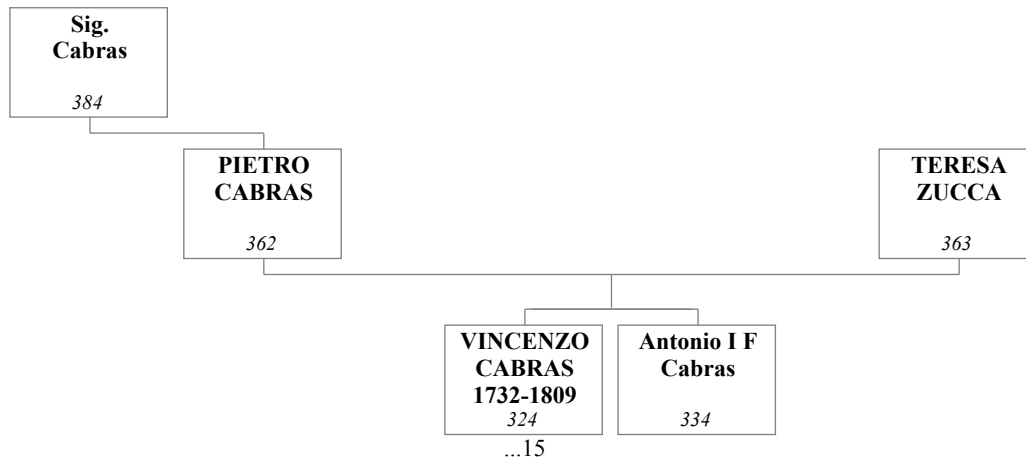 Sig.
Cabras
384
PIETRO
CABRAS
362
TERESA
ZUCCA
363
VINCENZO
CABRAS
1732-1809
324
...15
Antonio I F
Cabras
334